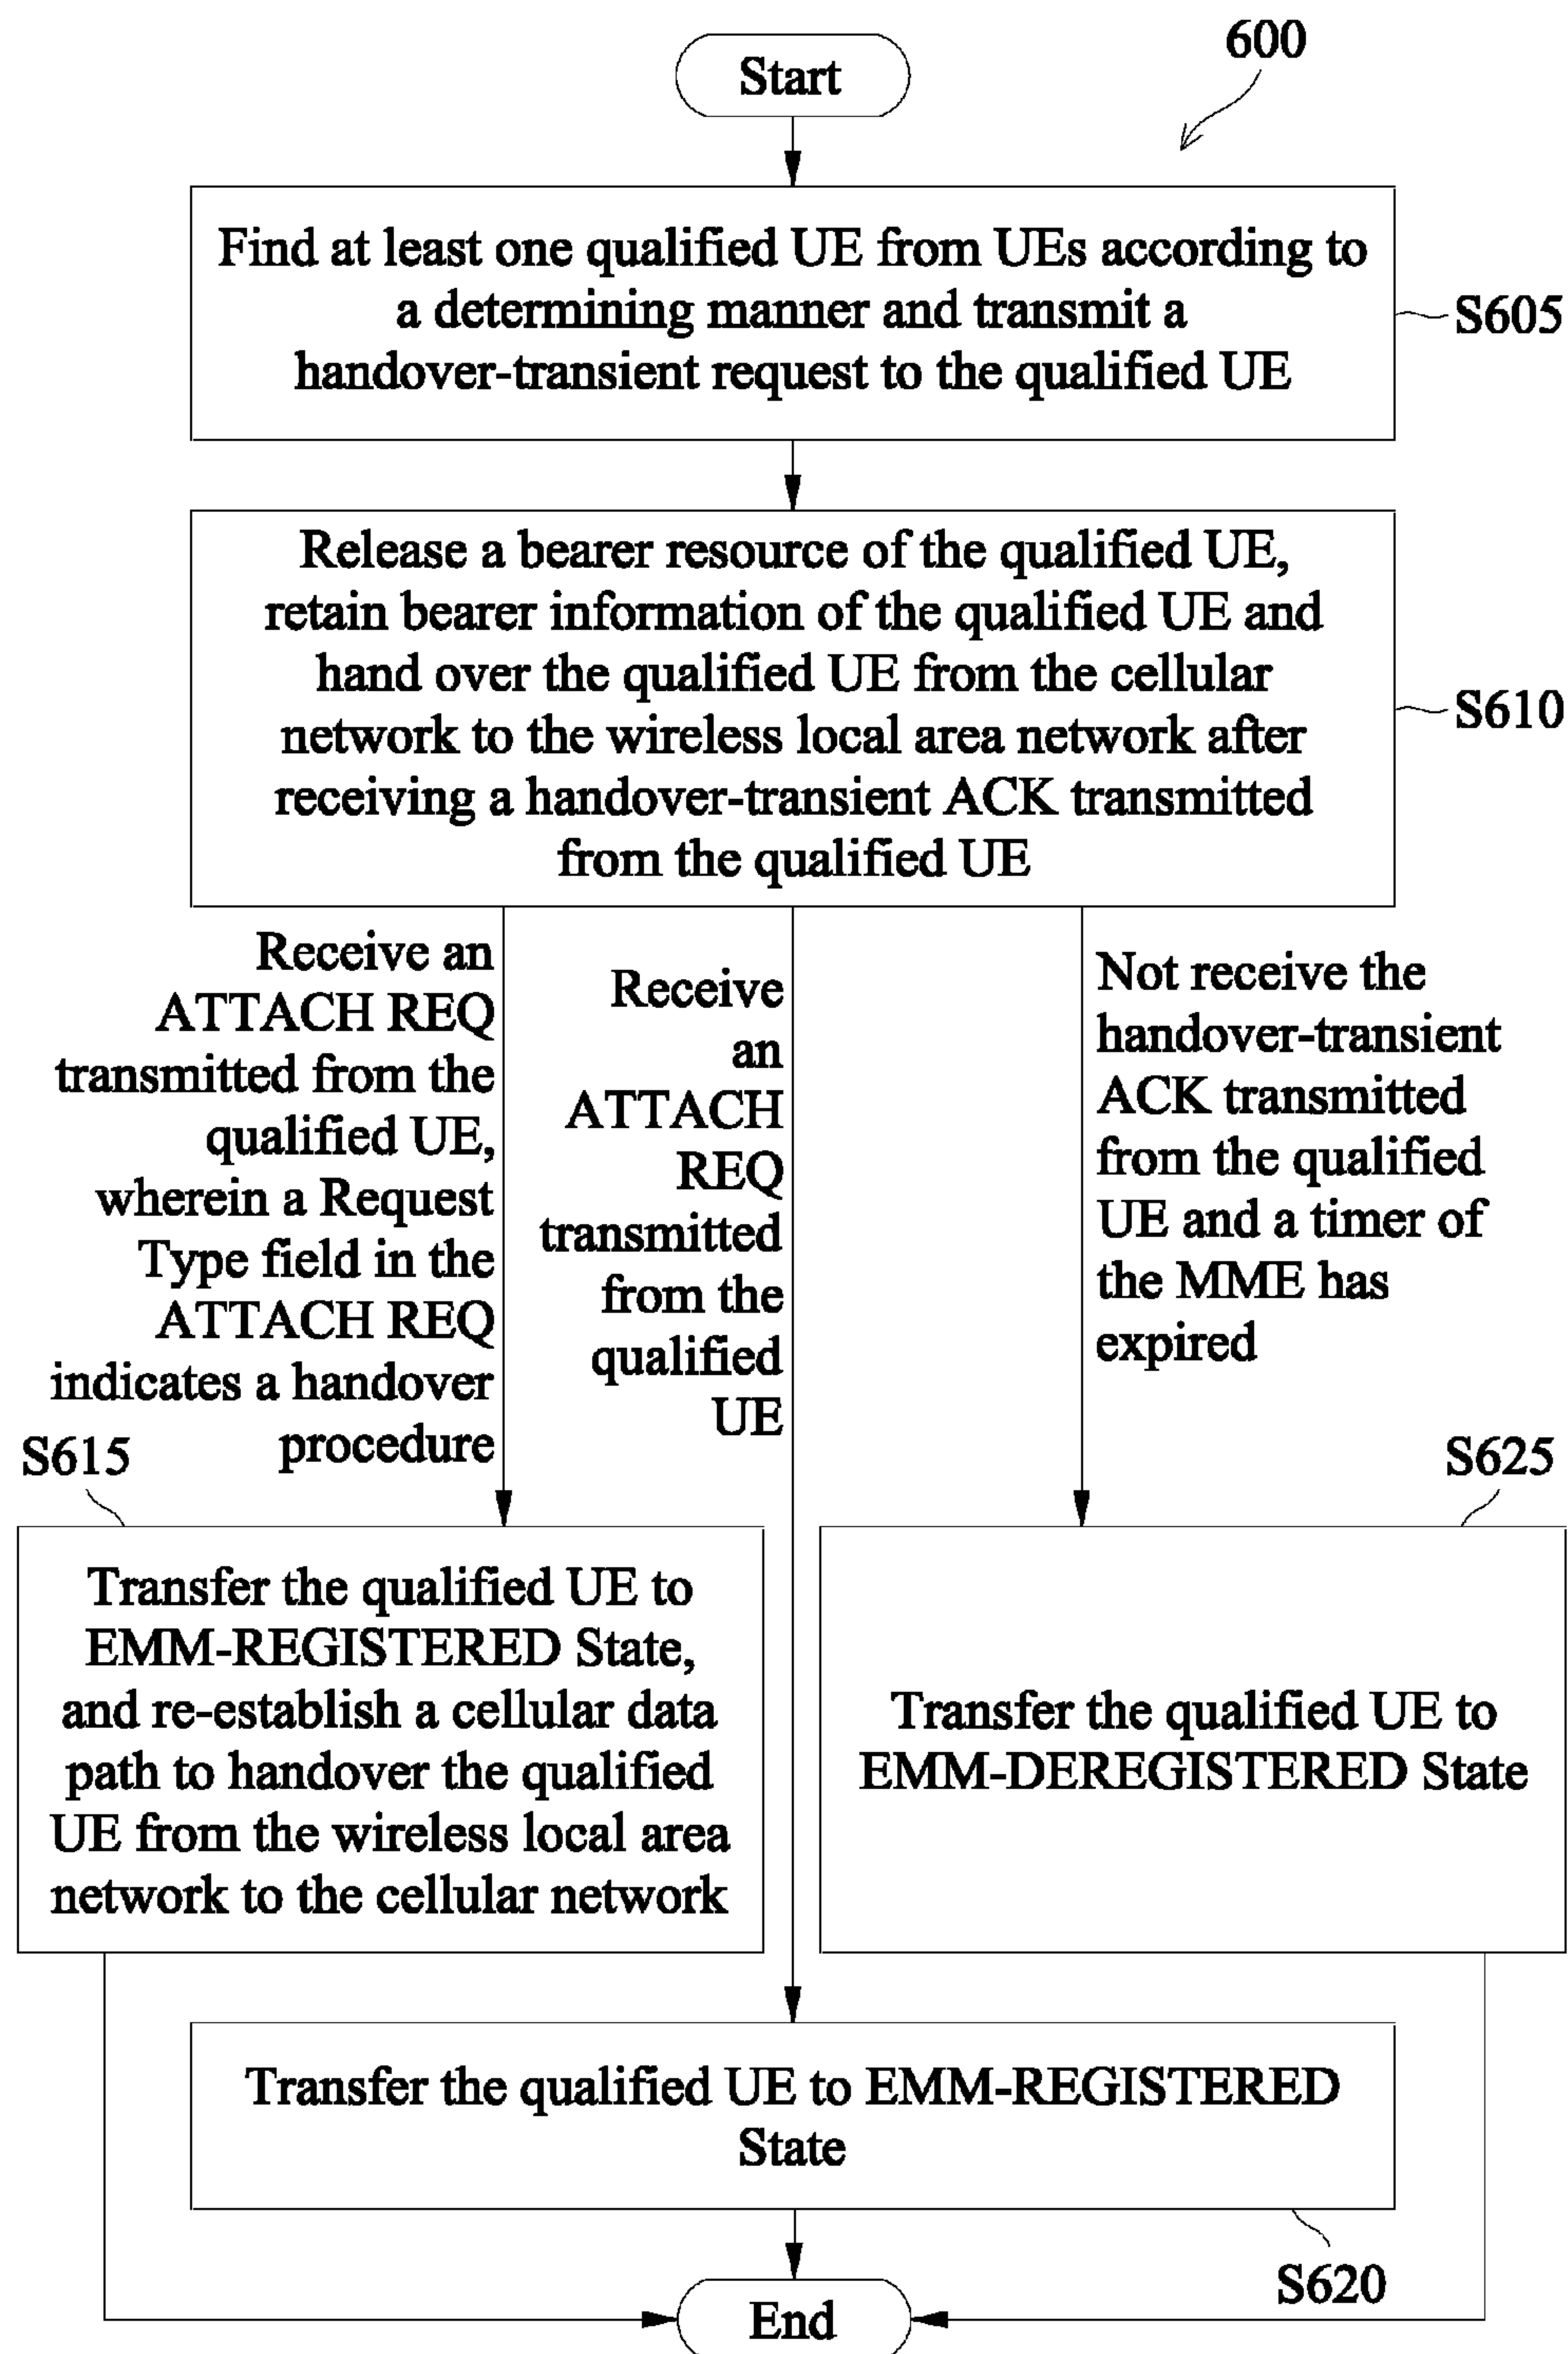 600
Start
Find at least one qualified UE from UEs according to
a determining manner and transmit a
handover-transient request to the qualified UE
S605
Release a bearer resource of the qualified UE,
retain bearer information of the qualified UE and
hand over the qualified UE from the cellular
network to the wireless local area network after
receiving a handover-transient ACK transmitted
from the qualified UE
S610
Receive an
ATTACH REQ
transmitted from the
qualified UE,
wherein a Request
Type field in the
ATTACH REQ
indicates a handover
procedure
Receive
an
ATTACH
REQ
transmitted
from the
qualified
UE
Not receive the
handover-transient
ACK transmitted
from the qualified
UE and a timer of
the MME has
expired
S615
S625
Transfer the qualified UE to
EMM-REGISTERED State,
and re-establish a cellular data
path to handover the qualified
UE from the wireless local area
network to the cellular network
Transfer the qualified UE to
EMM-DEREGISTERED State
Transfer the qualified UE to EMM-REGISTERED
State
S620
End